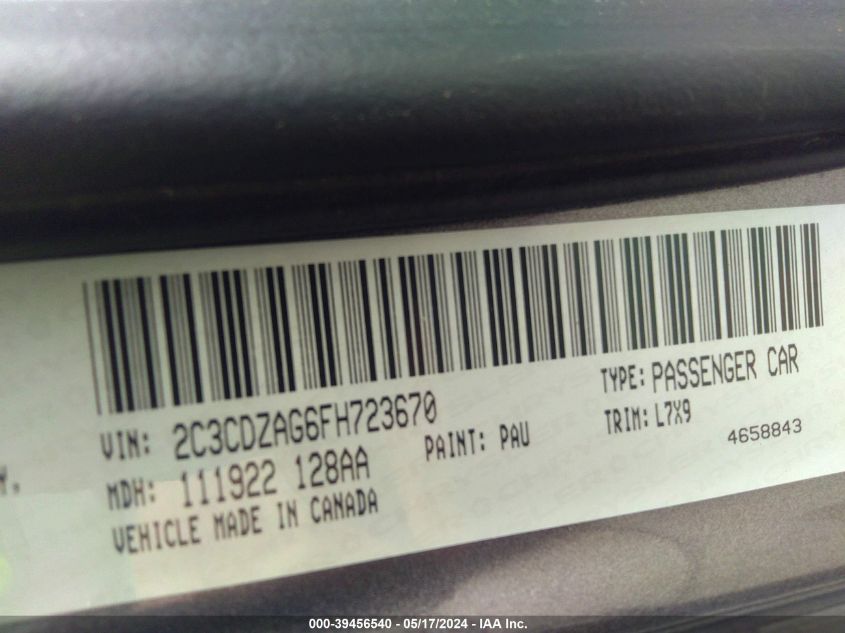 VIN: 2C3CDZAG6FH723670
TYPE: PASSENGER CAR
MDH: 111922 128AA
PAINT: PAU
TRIM: L7X9
VEHICLE MADE IN CANADA
4658843
000-39456540 - 05/17/2024 - IAA Inc.